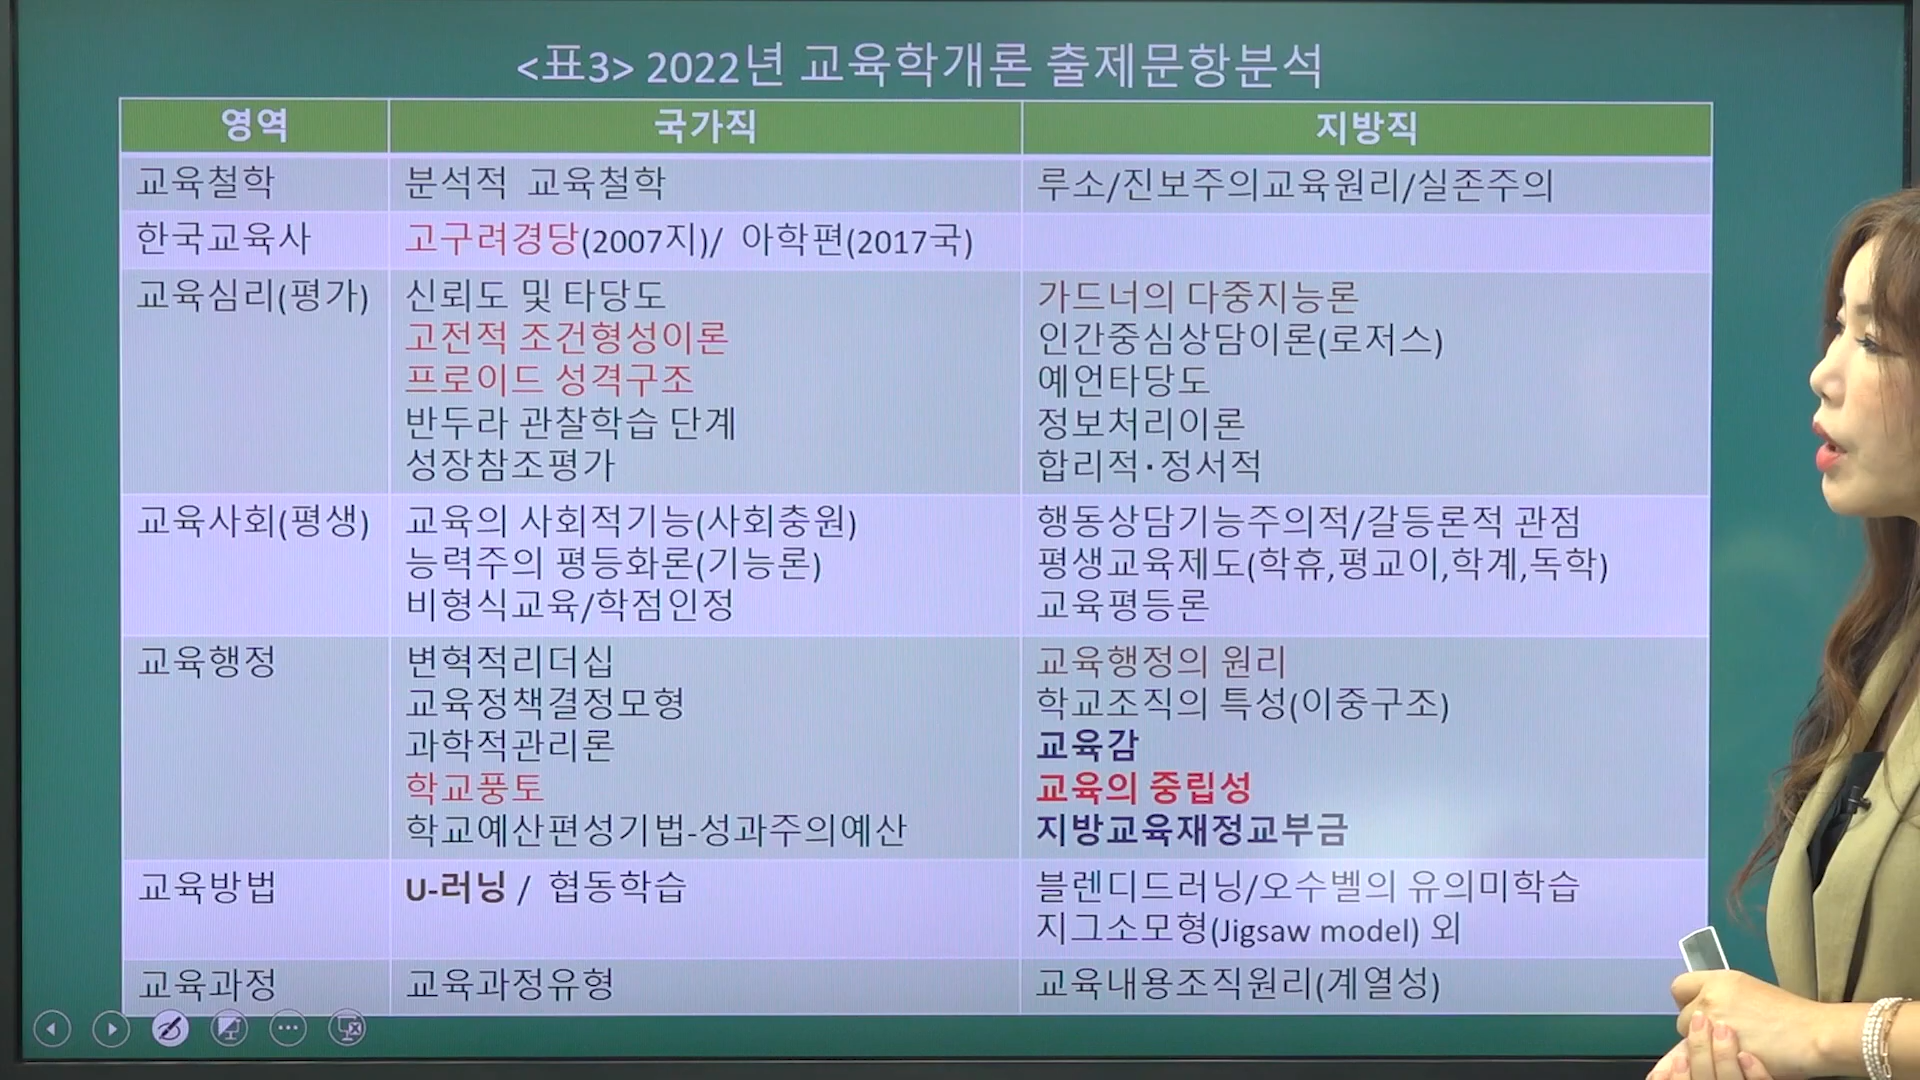 <표3> 2022년 교육학개론 출제문항분석
영역 국가직 지방직
교육철학 분석적 교육철학 루소/진보주의교육원리/실존주의
한국교육사 고구려경당(2007지)/ 아학편(2017국)
교육심리(평가) 신뢰도 및 타당도 가드너의 다중지능론
고전적 조건형성이론 인간중심상담이론(로저스)
프로이드 성격구조 예언타당도
반두라 관찰학습 단계 정보처리이론
성장참조평가 합리적·정서적
교육사회(평생) 교육의 사회적기능(사회충원) 행동상담기능주의적/갈등론적 관점
능력주의 평등화론(기능론) 평생교육제도(학휴,평교이,학계,독학)
비형식교육/학점인정 교육평등론
교육행정 변혁적리더십 교육행정의 원리
교육정책결정모형 학교조직의 특성(이중구조)
과학적관리론 교육감
학교풍토 교육의 중립성
학교예산편성기법-성과주의예산 지방교육재정교부금
교육방법 U-러닝 / 협동학습 블렌디드러닝/오수벨의 유의미학습
지그소모형(Jigsaw model) 외
교육과정 교육과정유형 교육내용조직원리(계열성)